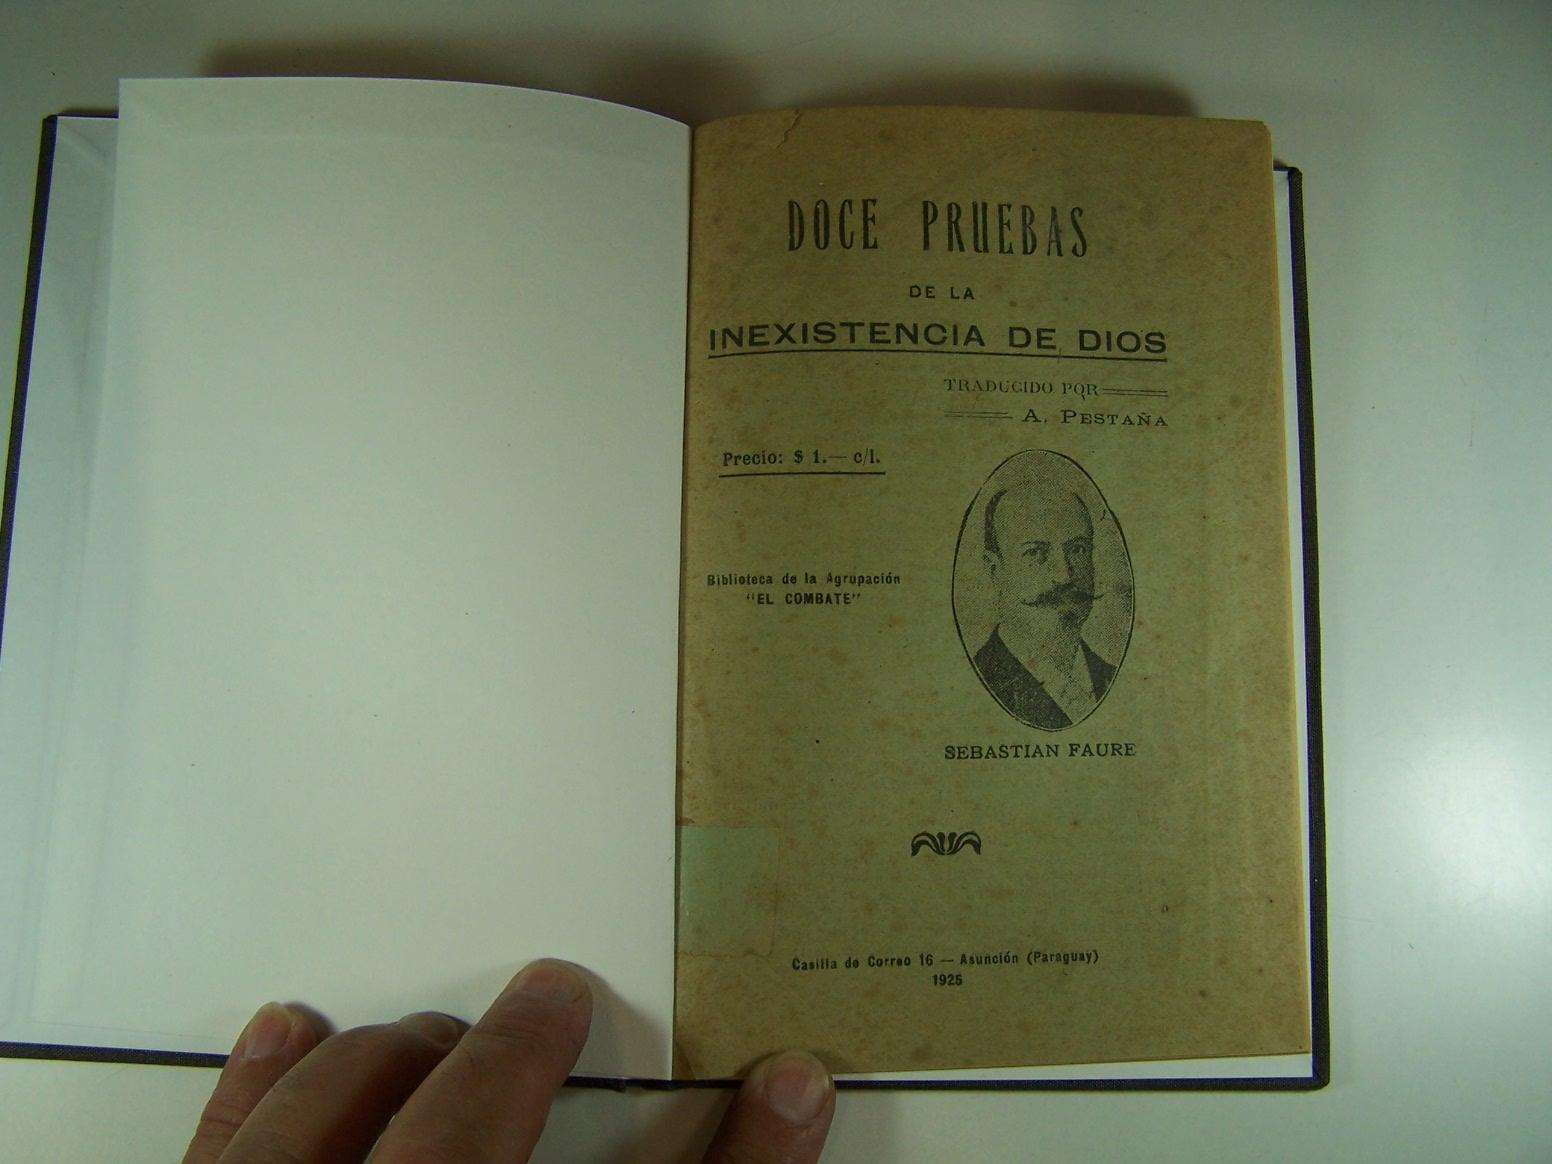 DOCE PRUEBAS
DE LA
INEXISTENCIA DE DIOS
TRADUCIDO POR
A. PESTAÑA
Precio: $ 1.— c/l.
Biblioteca de la Agrupación
"EL COMBATE"
SEBASTIAN FAURE
Casilla de Correo 16 — Asunción (Paraguay)
1925